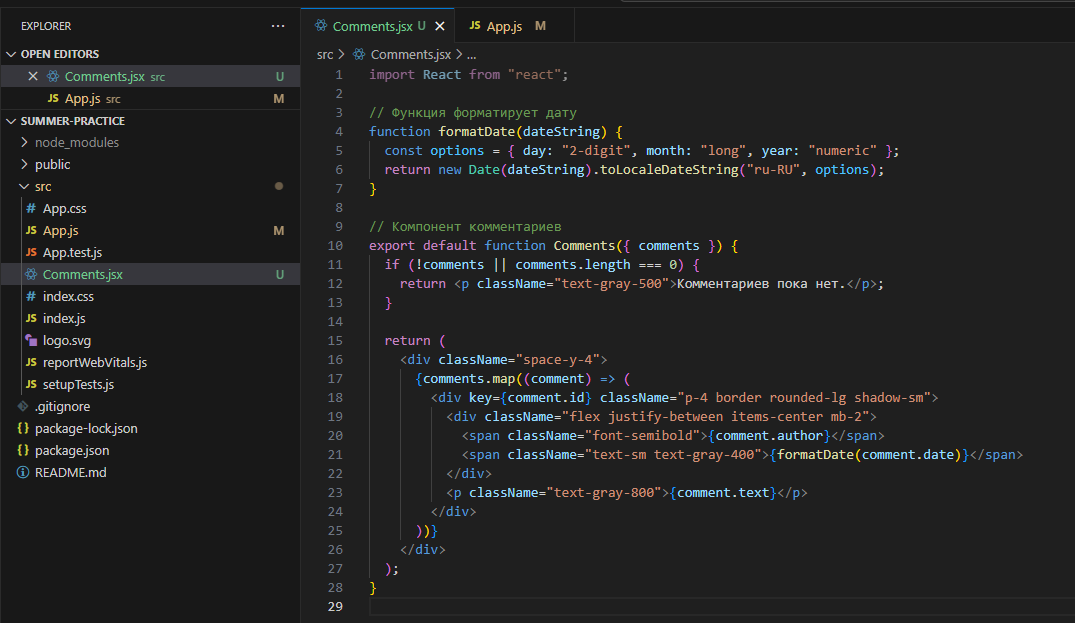 EXPLORER ...
OPEN EDITORS
Comments.jsx src U
JS App.js src M
SUMMER-PRACTICE
node_modules
public
src
# App.css
JS App.js M
JS App.test.js
Comments.jsx U
# index.css
JS index.js
logo.svg
JS reportWebVitals.js
JS setupTests.js
.gitignore
{} package-lock.json
{} package.json
README.md
Comments.jsx U JS App.js M
src > Comments.jsx > ...
1 import React from "react";
2
3 // Функция форматирует дату
4 function formatDate(dateString) {
5   const options = { day: "2-digit", month: "long", year: "numeric" };
6   return new Date(dateString).toLocaleDateString("ru-RU", options);
7 }
8
9 // Компонент комментариев
10 export default function Comments({ comments }) {
11   if (!comments || comments.length === 0) {
12     return <p className="text-gray-500">Комментариев пока нет.</p>;
13   }
14
15   return (
16     <div className="space-y-4">
17       {comments.map((comment) => (
18         <div key={comment.id} className="p-4 border rounded-lg shadow-sm">
19           <div className="flex justify-between items-center mb-2">
20             <span className="font-semibold">{comment.author}</span>
21             <span className="text-sm text-gray-400">{formatDate(comment.date)}</span>
22           </div>
23           <p className="text-gray-800">{comment.text}</p>
24         </div>
25       ))}
26     </div>
27   );
28 }
29